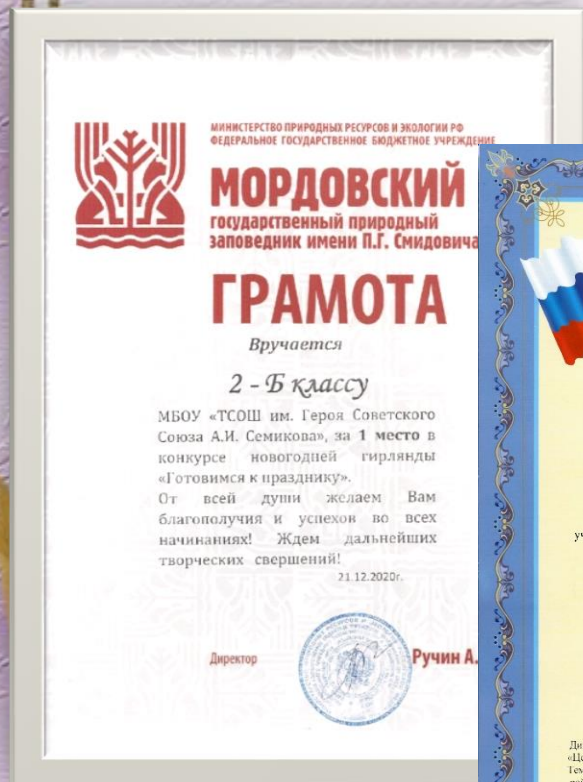 МИНИСТЕРСТВО ПРИРОДНЫХ РЕСУРСОВ И ЭКОЛОГИИ РФ
ФЕДЕРАЛЬНОЕ ГОСУДАРСТВЕННОЕ БЮДЖЕТНОЕ УЧРЕЖДЕНИЕ
МОРДОВСКИЙ
государственный природный
заповедник имени П.Г. Смидовича
ГРАМОТА
Вручается
2 - Б классу
МБОУ «ТСОШ им. Героя Советского
Союза А.И. Семикова», за 1 место в
конкурсе новогодней гирлянды
«Готовимся к празднику».
От всей души желаем Вам
благополучия и успехов во всех
начинаниях! Ждем дальнейших
творческих свершений!
21.12.2020г.
Директор
Ручин А.